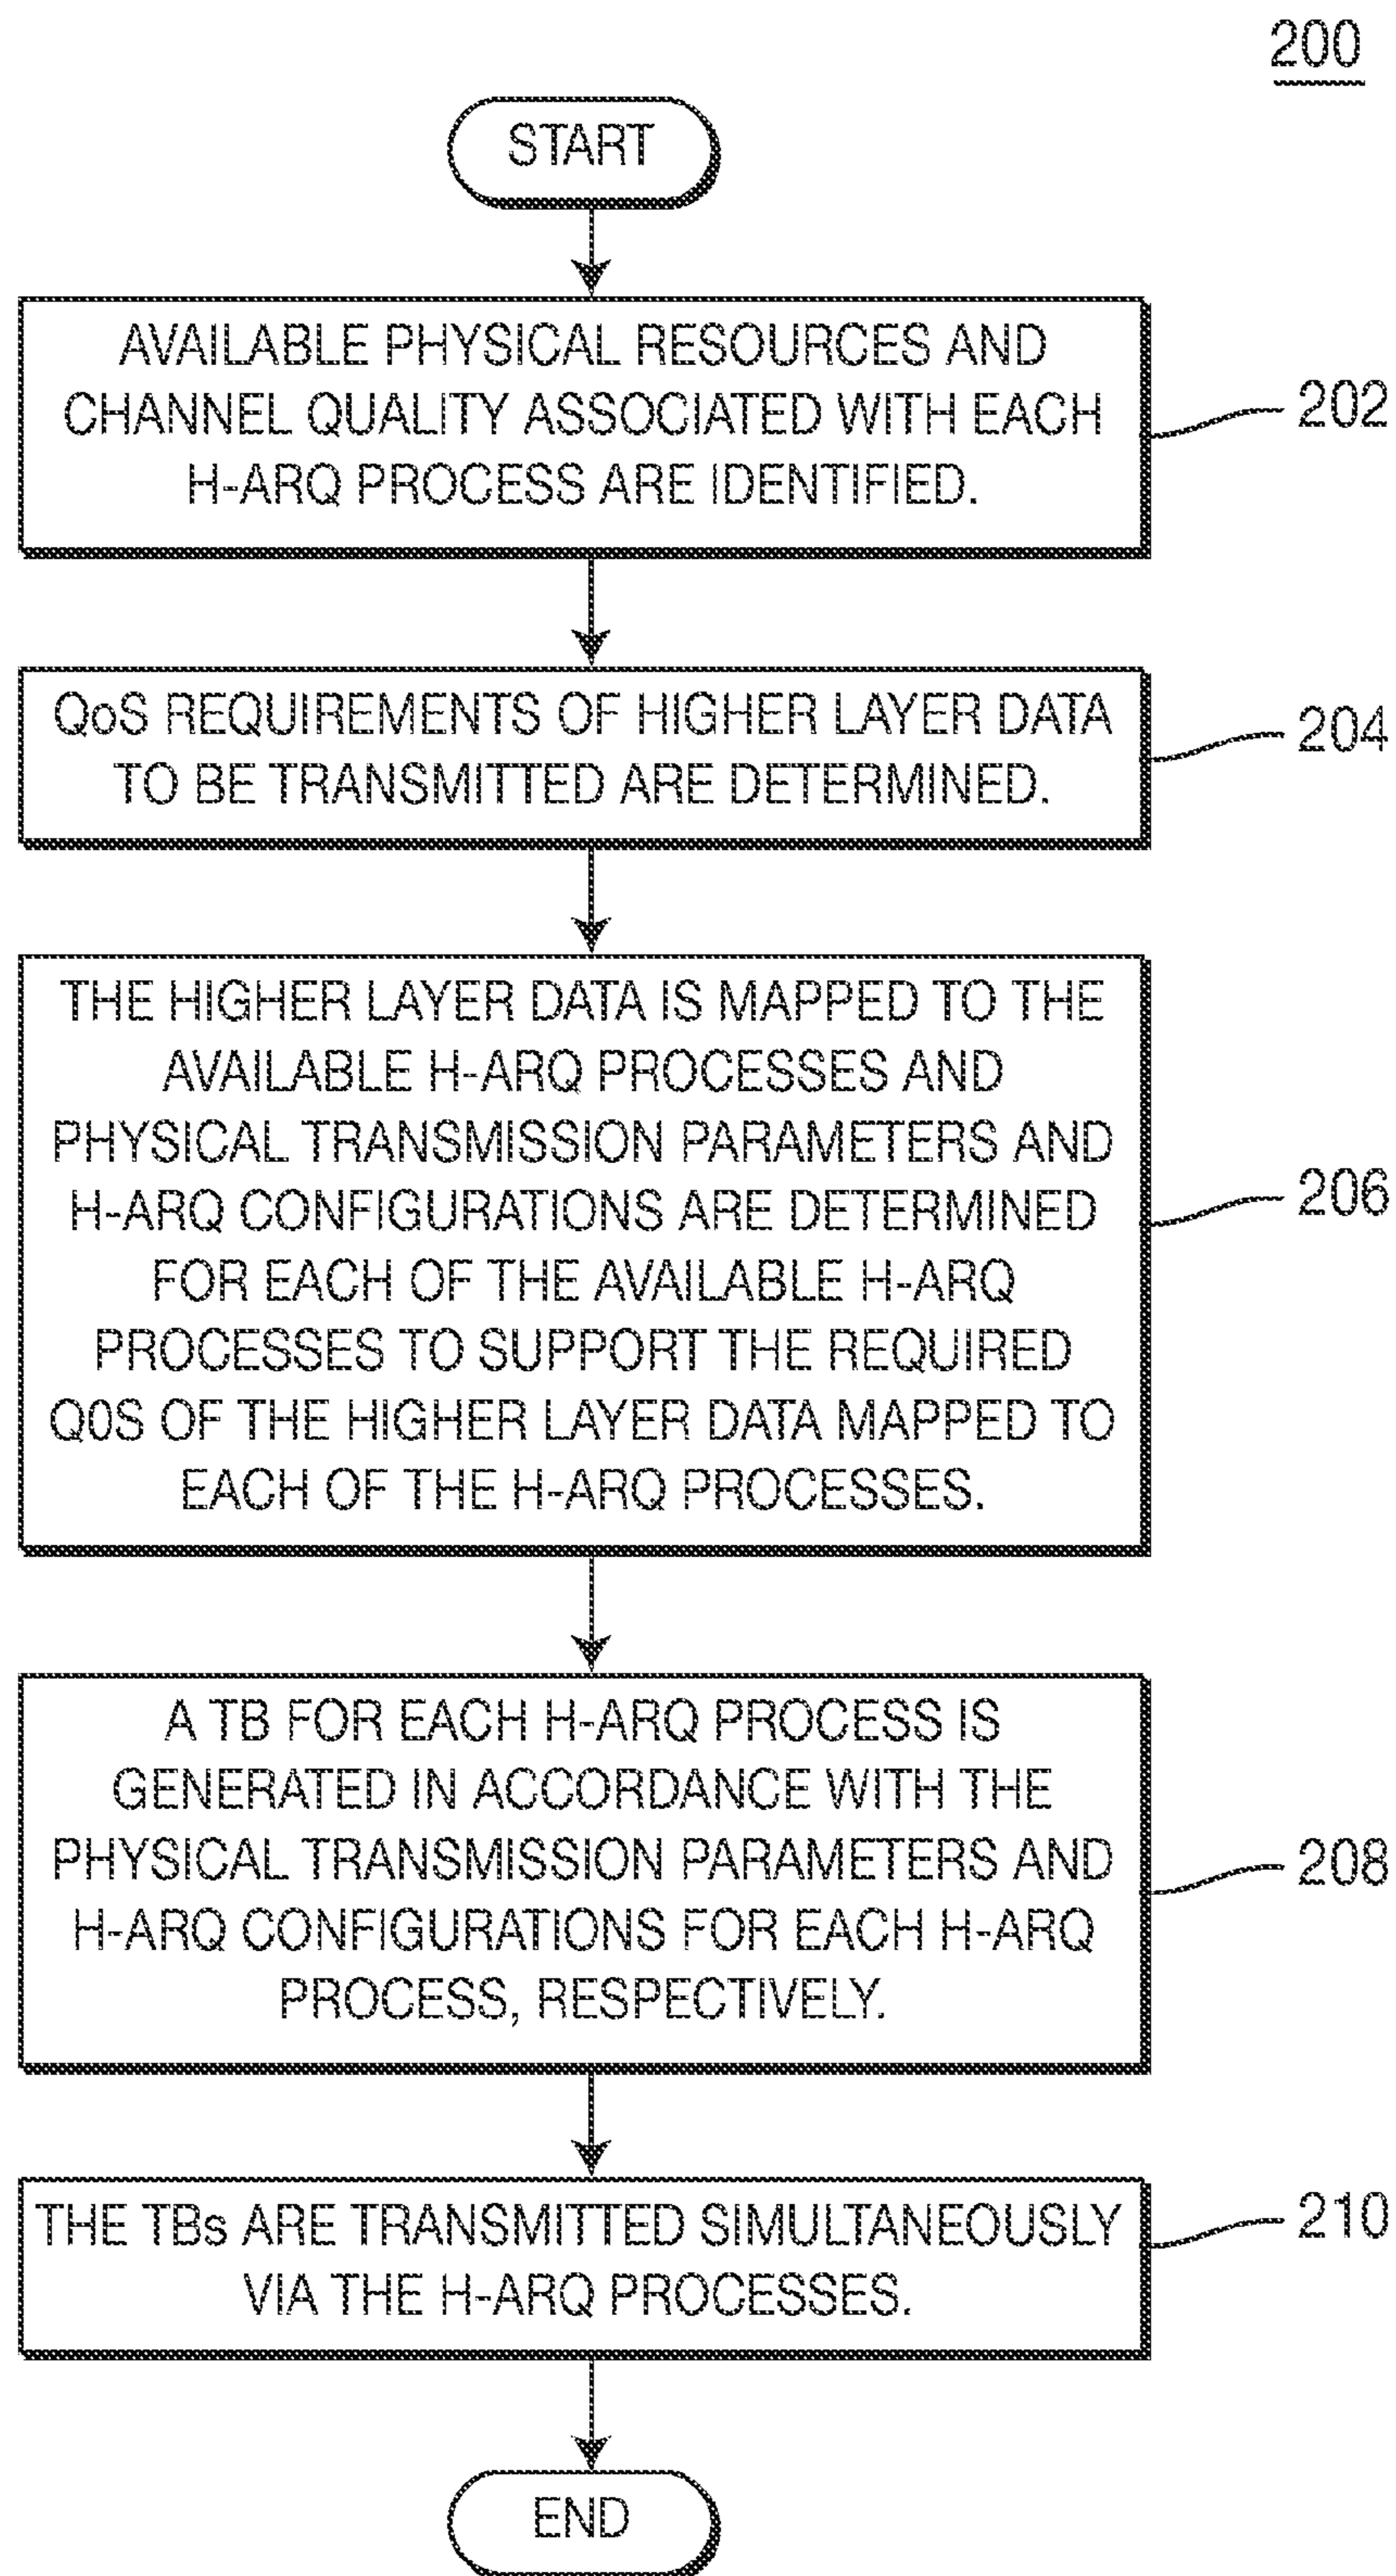 200
START
AVAILABLE PHYSICAL RESOURCES AND
CHANNEL QUALITY ASSOCIATED WITH EACH
H-ARQ PROCESS ARE IDENTIFIED.
202
QoS REQUIREMENTS OF HIGHER LAYER DATA
TO BE TRANSMITTED ARE DETERMINED.
204
THE HIGHER LAYER DATA IS MAPPED TO THE
AVAILABLE H-ARQ PROCESSES AND
PHYSICAL TRANSMISSION PARAMETERS AND
H-ARQ CONFIGURATIONS ARE DETERMINED
FOR EACH OF THE AVAILABLE H-ARQ
PROCESSES TO SUPPORT THE REQUIRED
Q0S OF THE HIGHER LAYER DATA MAPPED TO
EACH OF THE H-ARQ PROCESSES.
206
A TB FOR EACH H-ARQ PROCESS IS
GENERATED IN ACCORDANCE WITH THE
PHYSICAL TRANSMISSION PARAMETERS AND
H-ARQ CONFIGURATIONS FOR EACH H-ARQ
PROCESS, RESPECTIVELY.
208
THE TBs ARE TRANSMITTED SIMULTANEOUSLY
VIA THE H-ARQ PROCESSES.
210
END